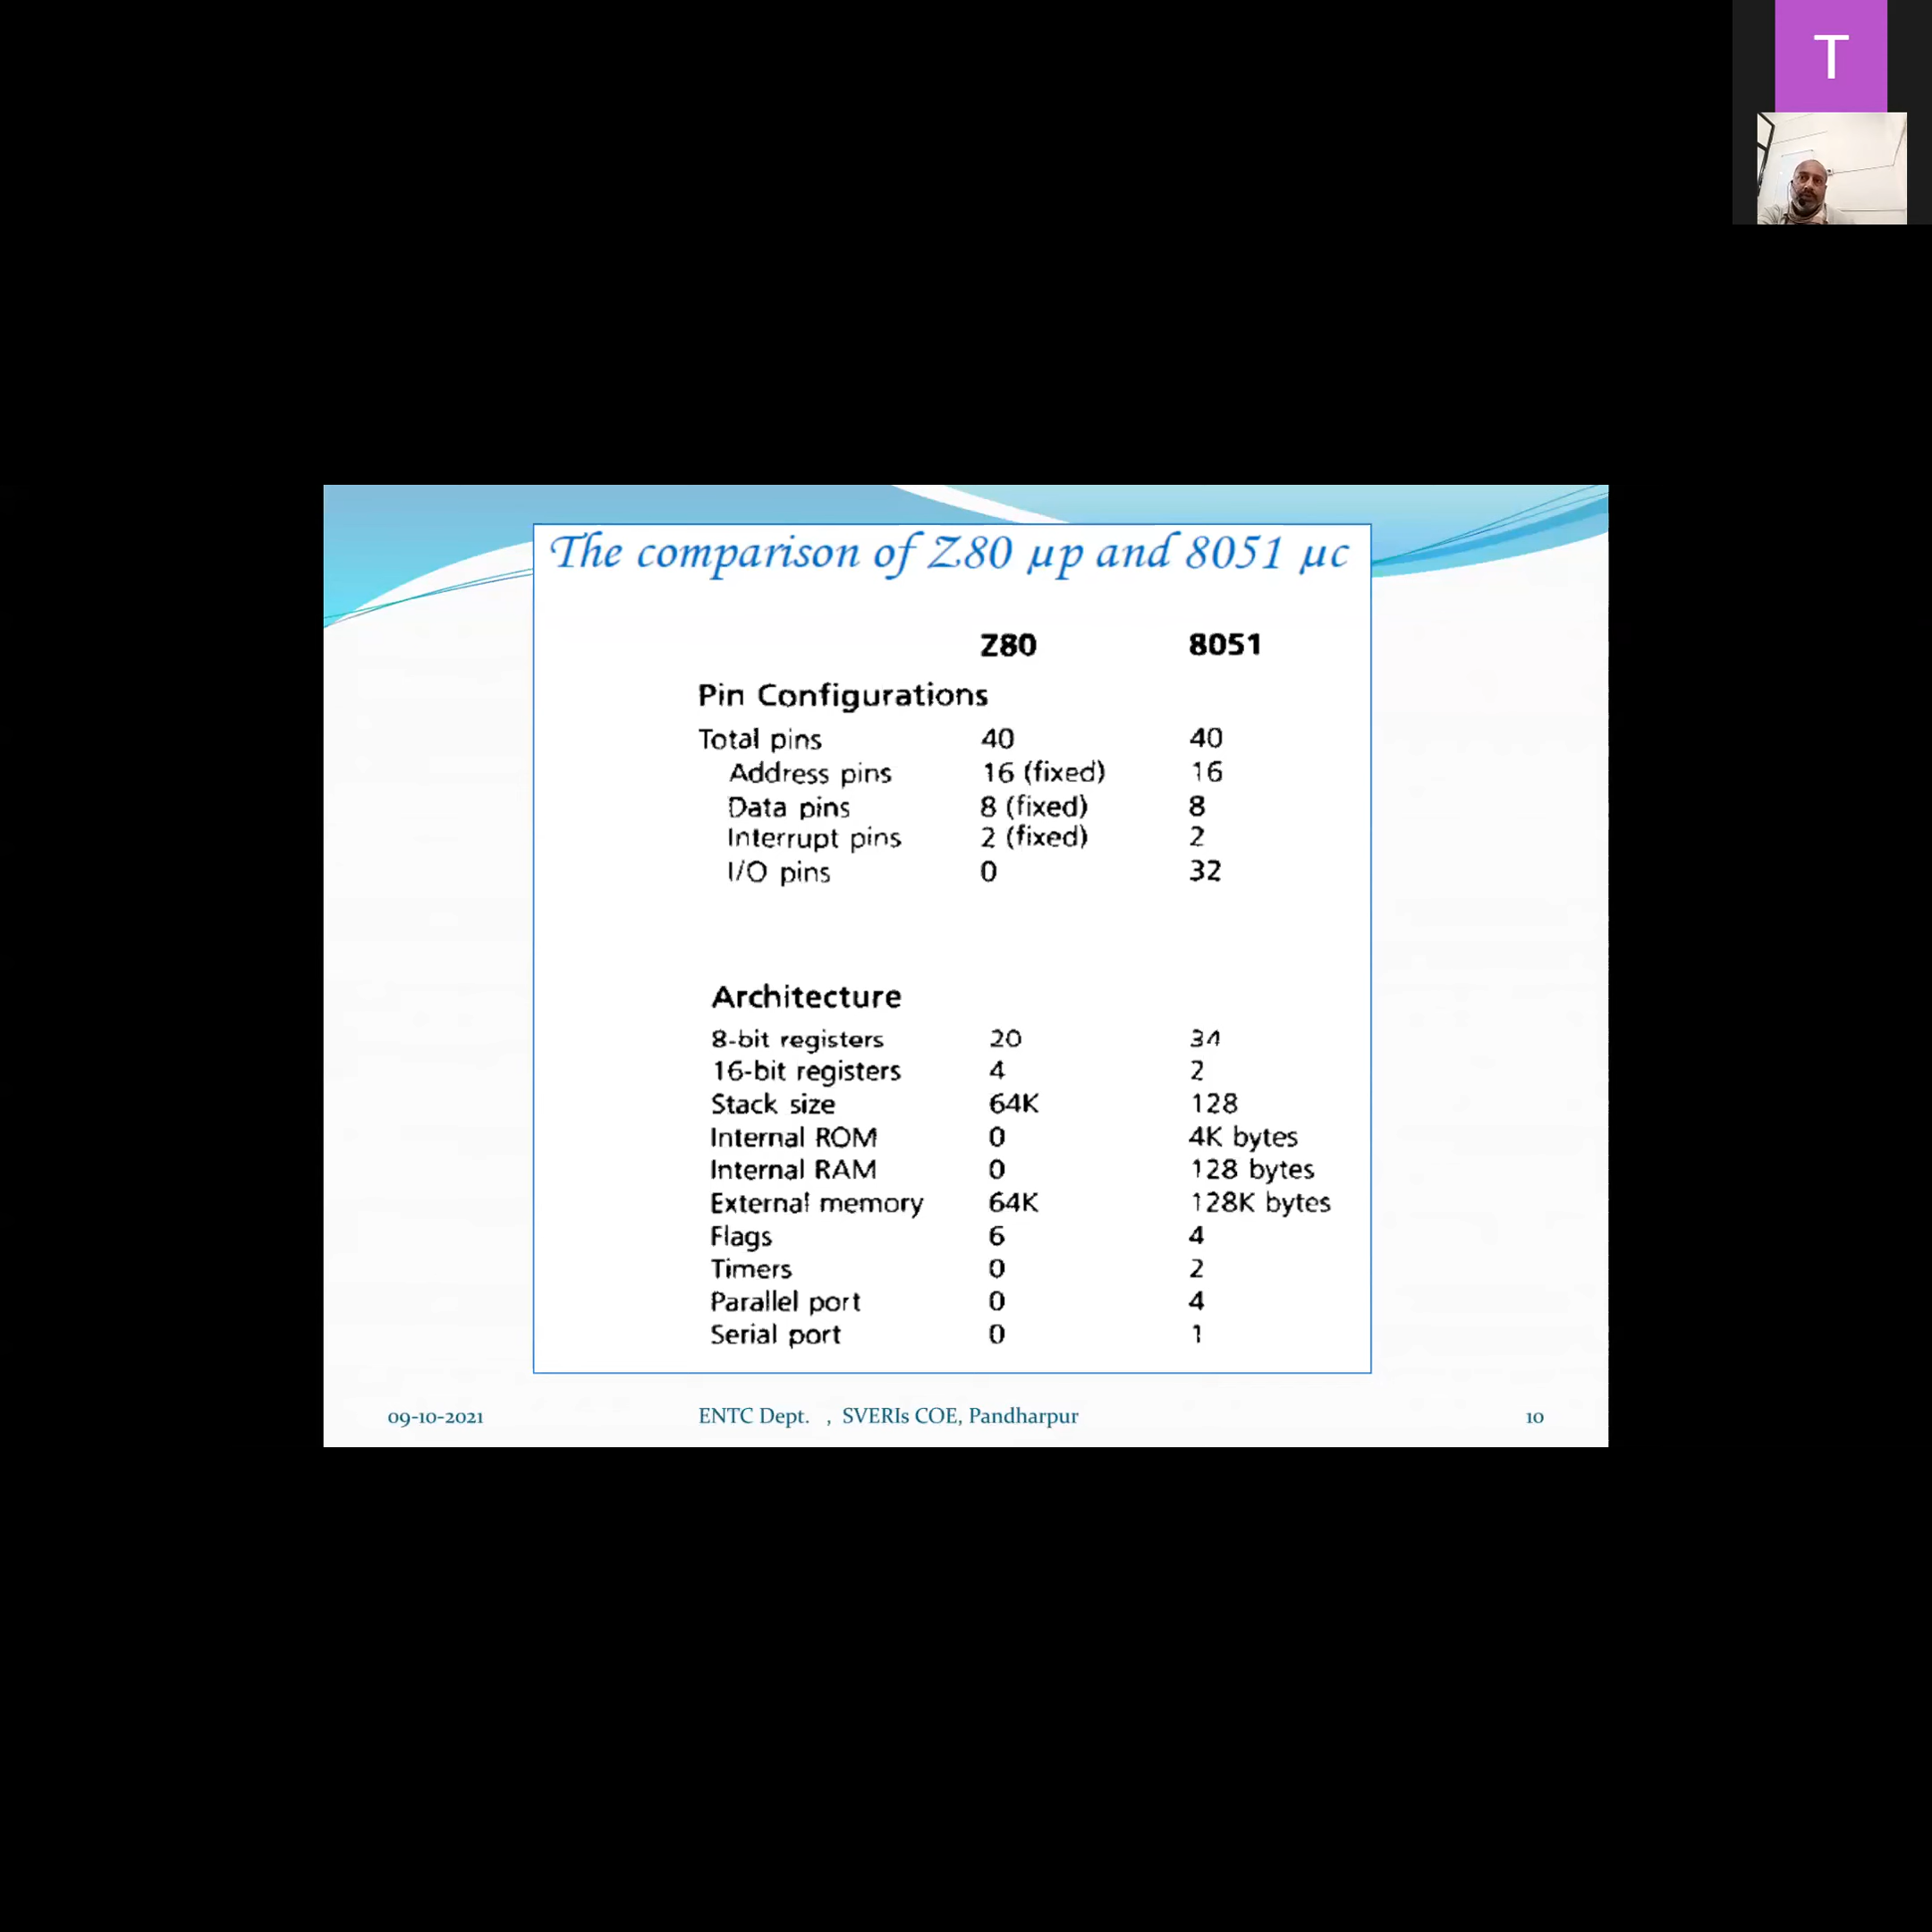 T
The comparison of Z80 µp and 8051 µc
Z80 8051
Pin Configurations
Total pins 40 40
Address pins 16 (fixed) 16
Data pins 8 (fixed) 8
Interrupt pins 2 (fixed) 2
I/O pins 0 32
Architecture
8-bit registers 20 34
16-bit registers 4 2
Stack size 64K 128
Internal ROM 0 4K bytes
Internal RAM 0 128 bytes
External memory 64K 128K bytes
Flags 6 4
Timers 0 2
Parallel port 0 4
Serial port 0 1
09-10-2021 ENTC Dept. , SVERIs COE, Pandharpur 10